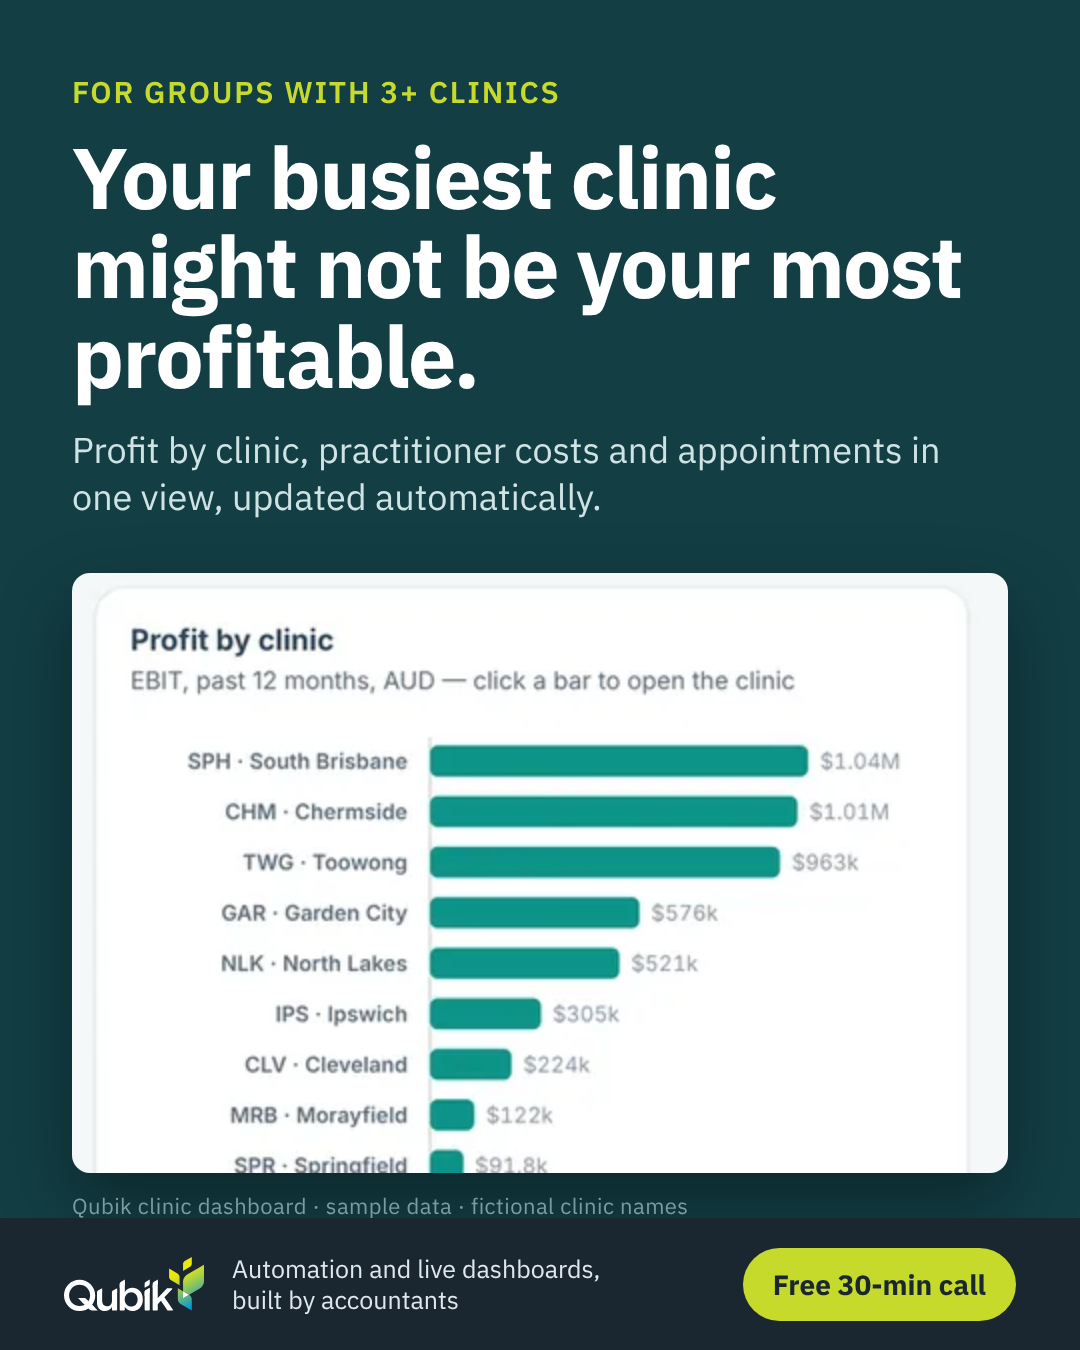 FOR GROUPS WITH 3+ CLINICS
Your busiest clinic
might not be your most
profitable.
Profit by clinic, practitioner costs and appointments in
one view, updated automatically.
Profit by clinic
EBIT, past 12 months, AUD — click a bar to open the clinic
SPH · South Brisbane $1.04M
CHM · Chermside $1.01M
TWG · Toowong $963k
GAR · Garden City $576k
NLK · North Lakes $521k
IPS · Ipswich $305k
CLV · Cleveland $224k
MRB · Morayfield $122k
SPR · Springfield $91.8k
Qubik clinic dashboard · sample data · fictional clinic names
Qubik
Automation and live dashboards,
built by accountants
Free 30-min call